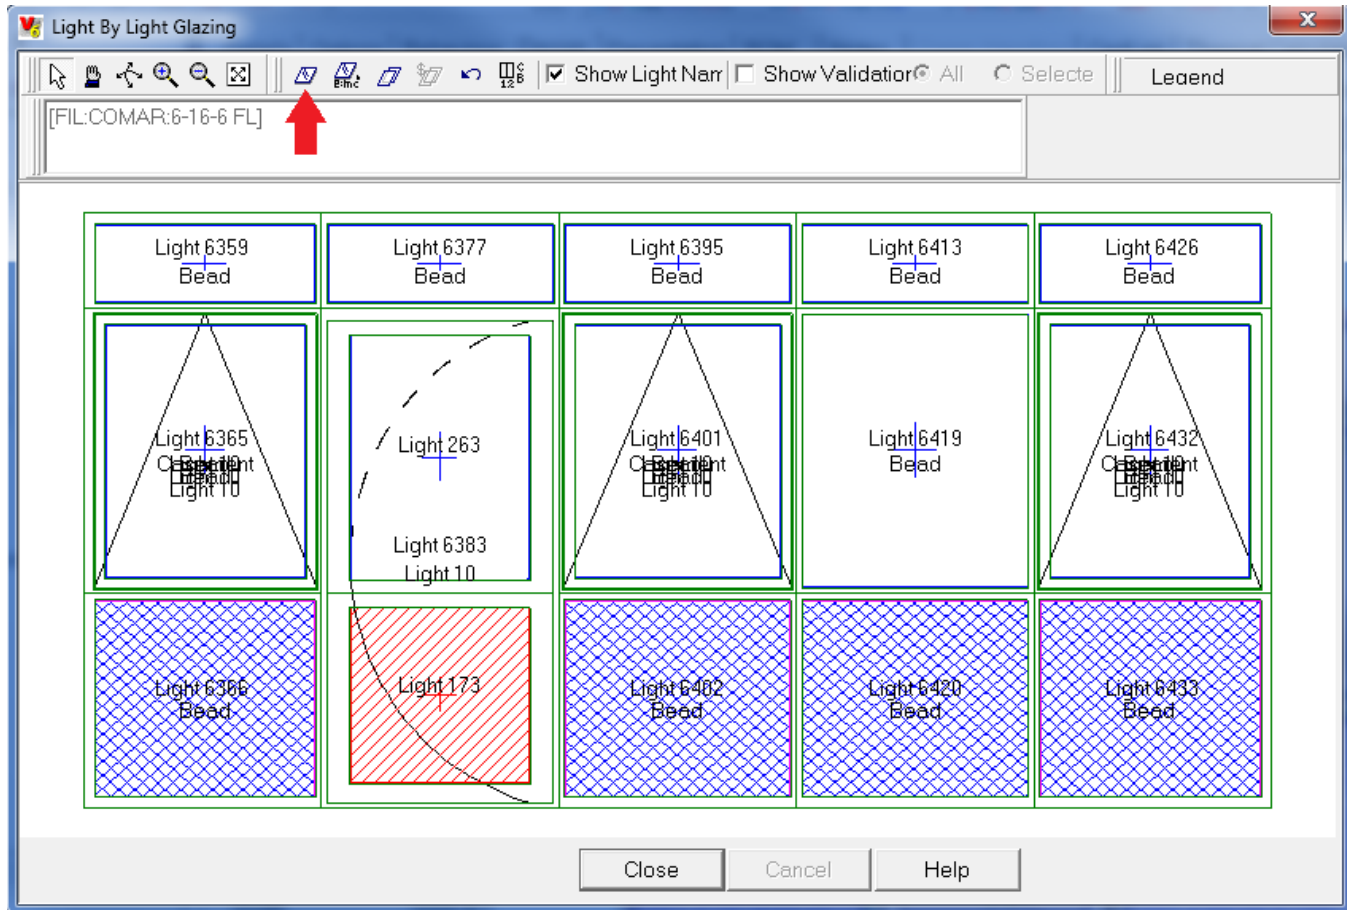 Light By Light Glazing
Show Light Nam Show Validation All Selecte Legend
[FIL:COMAR:6-16-6 FL]
Light 6359 Light 6377 Light 6395 Light 6413 Light 6426
Bead Bead Bead Bead Bead
Light 6365 Light 263 Light 6401 Light 6419 Light 6432
Bead
Light 10 Light 10 Light 10
Light 6383
Light 10
Light 6366 Light 173 Light 6402 Light 6420 Light 6433
Bead Bead Bead Bead
Close Cancel Help